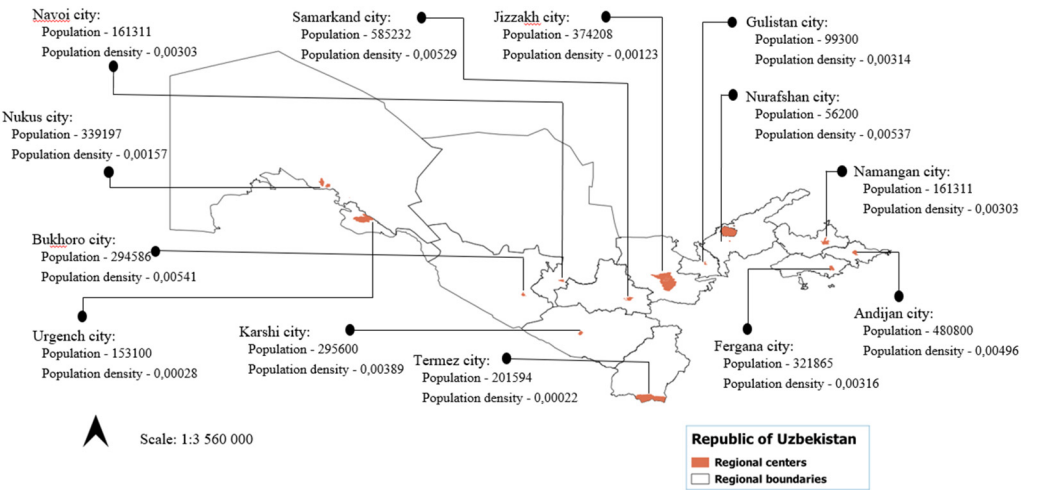 Navoi city:
Population - 161311
Population density - 0,00303
Samarkand city:
Population - 585232
Population density - 0,00529
Jizzakh city:
Population - 374208
Population density - 0,00123
Gulistan city:
Population - 99300
Population density - 0,00314
Nurafshan city:
Population - 56200
Population density - 0,00537
Nukus city:
Population - 339197
Population density - 0,00157
Namangan city:
Population - 161311
Population density - 0,00303
Bukhoro city:
Population - 294586
Population density - 0,00541
Urgench city:
Population - 153100
Population density - 0,00028
Karshi city:
Population - 295600
Population density - 0,00389
Termez city:
Population - 201594
Population density - 0,00022
Fergana city:
Population - 321865
Population density - 0,00316
Andijan city:
Population - 480800
Population density - 0,00496
Scale: 1:3 560 000
Republic of Uzbekistan
Regional centers
Regional boundaries